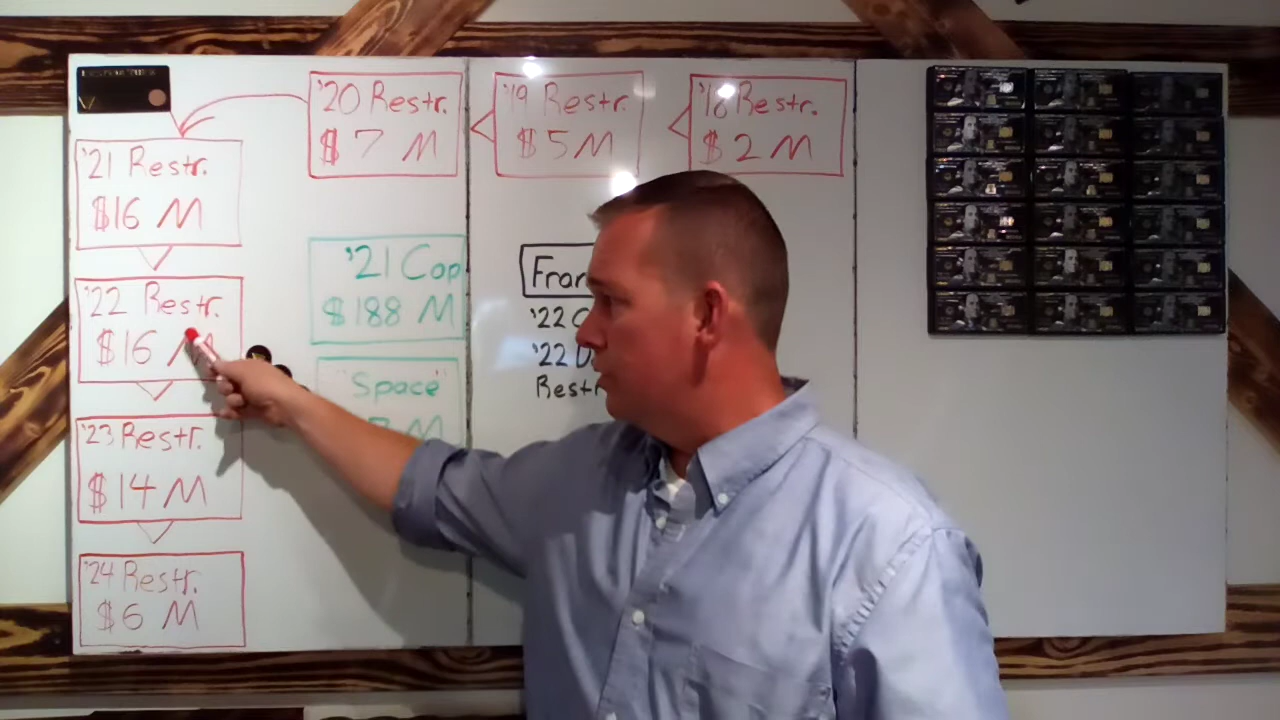 '20 Restr.
$ 7 M
'19 Restr.
$ 5 M
'18 Restr.
$ 2 M
'21 Restr.
$16 M
'22 Restr.
$16 M
'23 Restr.
$ 14 M
'24 Restr.
$ 6 M
'21 Cap
$188 M
"Space"
M
'22
'22
Restr